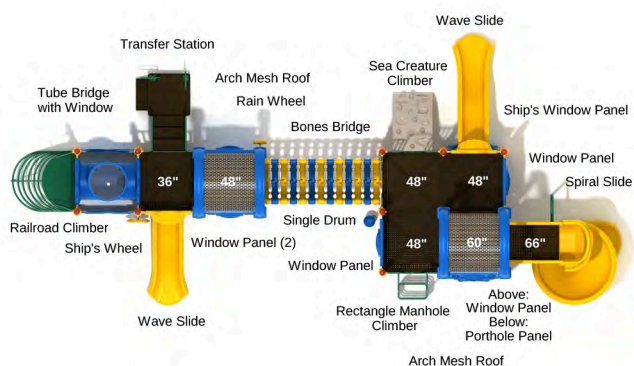 Wave Slide
Transfer Station
Sea Creature
Climber
Arch Mesh Roof
Tube Bridge
with Window
Rain Wheel
Ship's Window Panel
Bones Bridge
Window Panel
36"
48"
48"
48"
Spiral Slide
Single Drum
Railroad Climber
Ship's Wheel
Window Panel (2)
48"
60"
66"
Window Panel
Above:
Window Panel
Below:
Porthole Panel
Rectangle Manhole
Climber
Wave Slide
Arch Mesh Roof